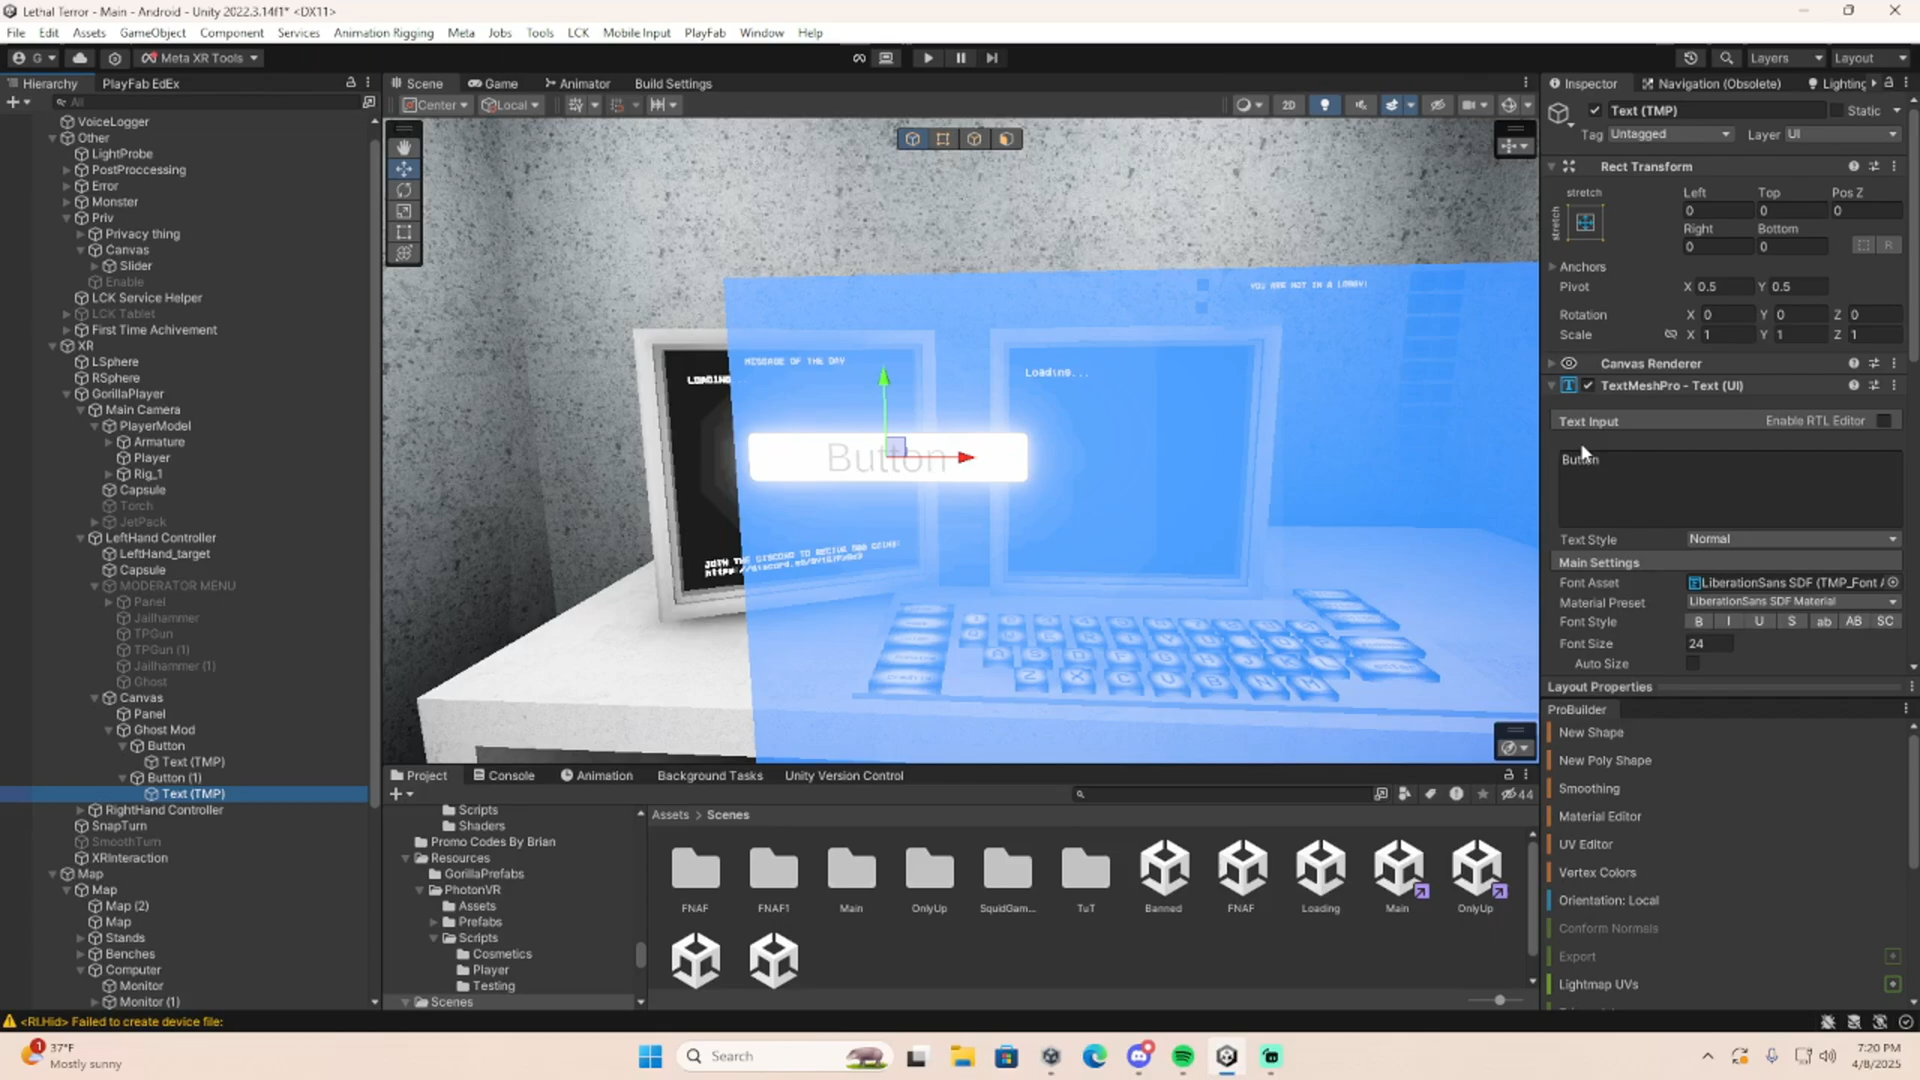 Lethal Terror - Main - Android - Unity 2022.3.14f1* <DX11>
File Edit Assets GameObject Component Services Animation Rigging Meta Jobs Tools LCK Mobile Input PlayFab Window Help
G Meta XR Tools Layers Layout
Hierarchy PlayFab EdEx
All
VoiceLogger
Other
LightProbe
PostProccessing
Error
Monster
Priv
Privacy thing
Canvas
Slider
Enable
LCK Service Helper
LCK Tablet
First Time Achivement
XR
LSphere
RSphere
GorillaPlayer
Main Camera
PlayerModel
Armature
Player
Rig_1
Capsule
Torch
JetPack
LeftHand Controller
LeftHand_target
Capsule
MODERATOR MENU
Panel
Jailhammer
TPGun
TPGun (1)
Jailhammer (1)
Ghost
Canvas
Panel
Ghost Mod
Button
Text (TMP)
Button (1)
Text (TMP)
RightHand Controller
SnapTurn
SmoothTurn
XRInteraction
Map
Map
Map (2)
Map
Stands
Benches
Computer
Monitor
Monitor (1)
Scene Game Animator Build Settings
Center Local 2D
YOU ARE NOT IN A LOBBY!
MESSAGE OF THE DAY
LOADING
Loading...
Button
Project Console Animation Background Tasks Unity Version Control
44
Scripts
Shaders
Promo Codes By Brian
Resources
GorillaPrefabs
PhotonVR
Assets
Prefabs
Scripts
Cosmetics
Player
Testing
Scenes
Assets > Scenes
FNAF FNAF1 Main OnlyUp SquidGam... TuT Banned FNAF Loading Main OnlyUp
Inspector Navigation (Obsolete) Lighting
Text (TMP) Static
Tag Untagged Layer UI
Rect Transform
stretch Left Top Pos Z
stretch 0 0 0
Right Bottom
0 0 R
Anchors
Pivot X 0.5 Y 0.5
Rotation X 0 Y 0 Z 0
Scale X 1 Y 1 Z 1
Canvas Renderer
TextMeshPro - Text (UI)
Text Input Enable RTL Editor
Button
Text Style Normal
Main Settings
Font Asset LiberationSans SDF (TMP_Font A
Material Preset LiberationSans SDF Material
Font Style B I U S ab AB SC
Font Size 24
Auto Size
Layout Properties
ProBuilder
New Shape
New Poly Shape
Smoothing
Material Editor
UV Editor
Vertex Colors
Orientation: Local
Conform Normals
Export
Lightmap UVs
<RI.Hid> Failed to create device file:
1 37°F
Mostly sunny
Search
7:20 PM
4/8/2025